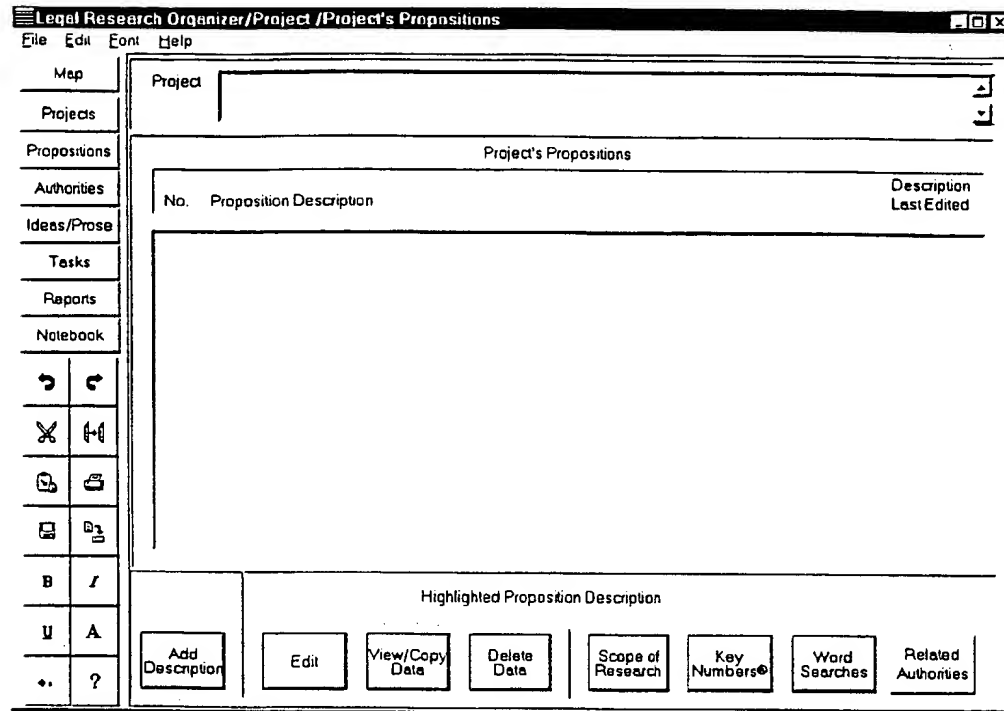 Legal Research Organizer/Project /Project's Propositions
File Edit Font Help
Map
Projects
Propositions
Authorities
Ideas/Prose
Tasks
Reports
Notebook
B I
U A
?
Project
Project's Propositions
No. Proposition Description
Description
Last Edited
Highlighted Proposition Description
Add
Description
Edit
View/Copy
Data
Delete
Data
Scope of
Research
Key
Numbers®
Word
Searches
Related
Authorities